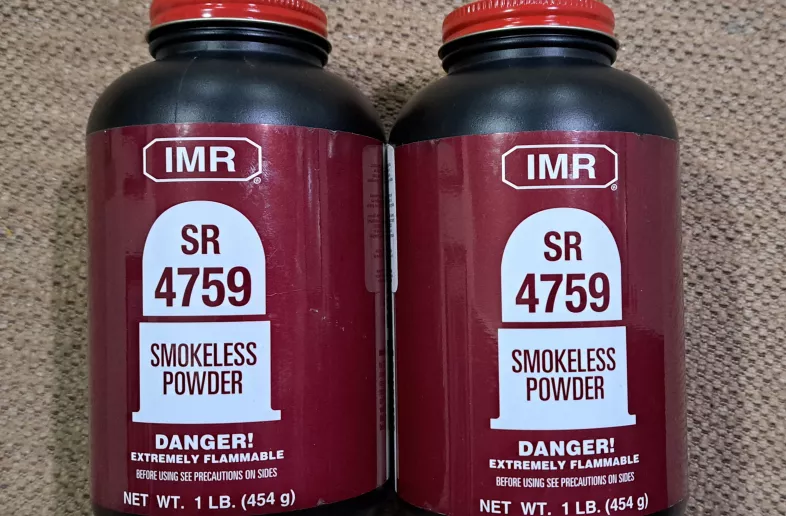 IMR
SR
4759
SMOKELESS
POWDER
DANGER!
EXTREMELY FLAMMABLE
BEFORE USING SEE PRECAUTIONS ON SIDES
NET WT. 1 LB. (454 g)
IMR
SR
4759
SMOKELESS
POWDER
DANGER!
EXTREMELY FLAMMABLE
BEFORE USING SEE PRECAUTIONS ON SIDES
NET WT. 1 LB. (454 g)